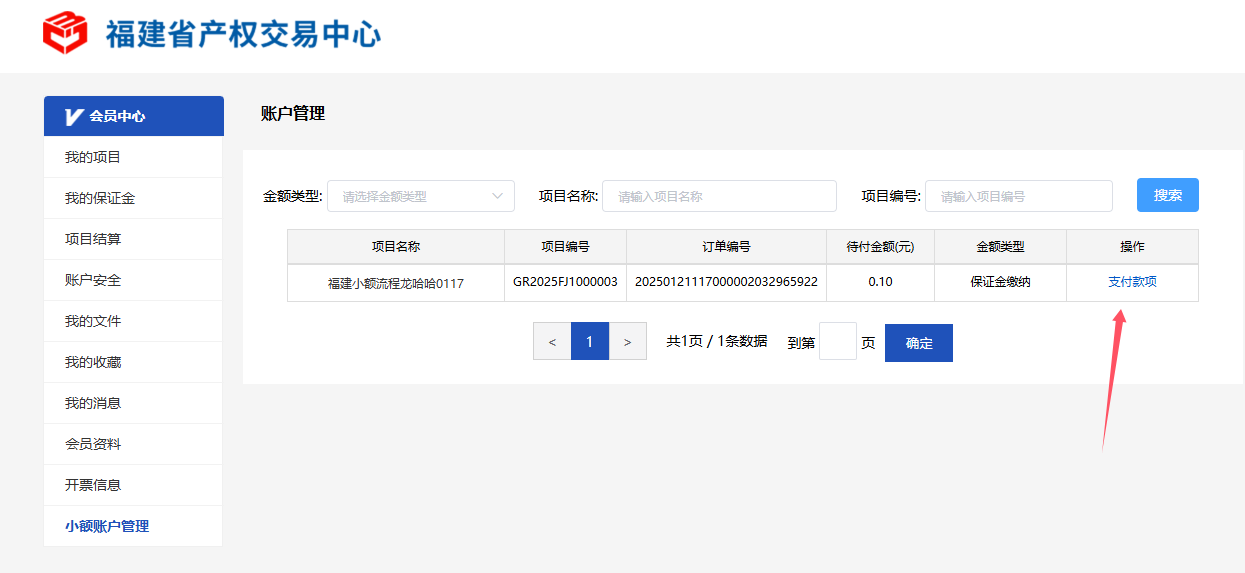 福建省产权交易中心
会员中心
我的项目
我的保证金
项目结算
账户安全
我的文件
我的收藏
我的消息
会员资料
开票信息
小额账户管理
账户管理
金额类型: 请选择金额类型 项目名称: 请输入项目名称 项目编号: 请输入项目编号 搜索
项目名称 项目编号 订单编号 待付金额(元) 金额类型 操作
福建小额流程龙哈哈0117 GR2025FJ1000003 20250121117000002032965922 0.10 保证金缴纳 支付款项
< 1 > 共1页 / 1条数据 到第 页 确定